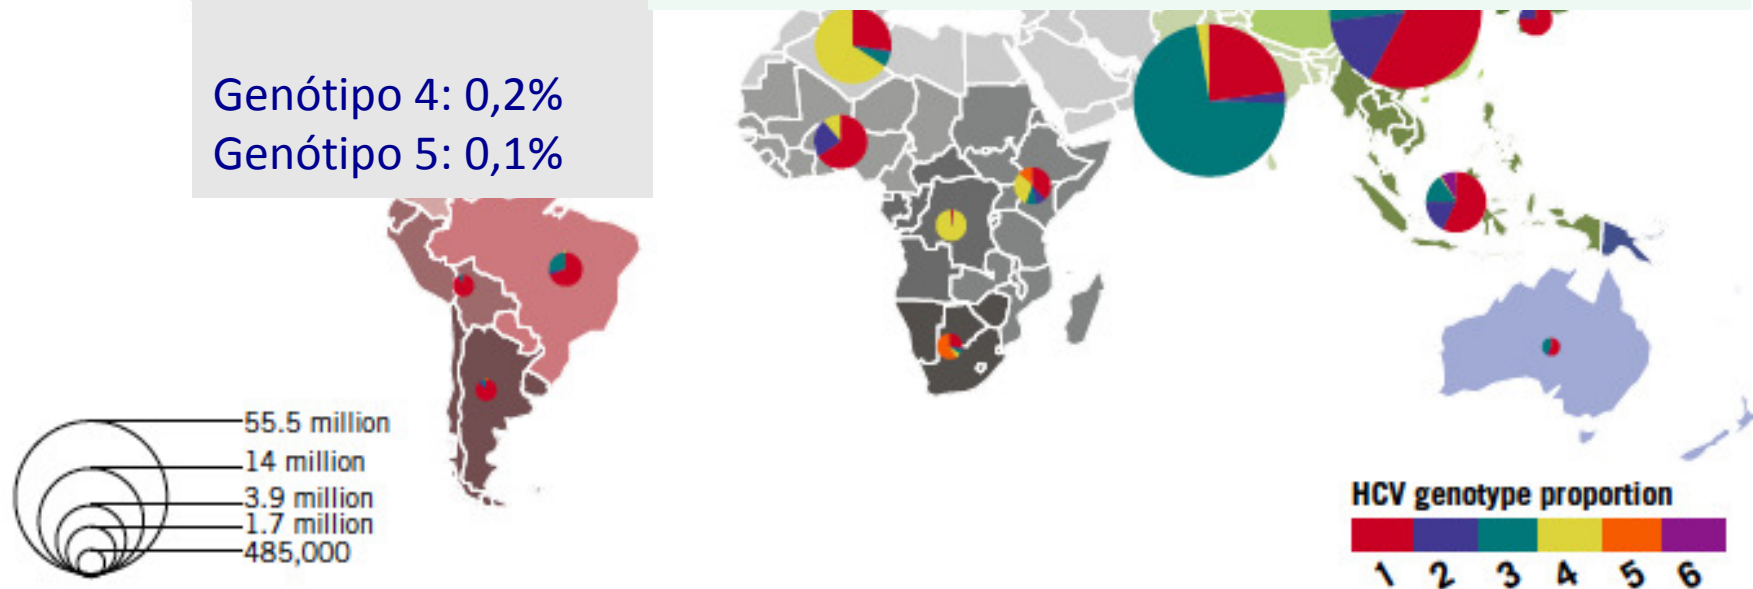 Genótipo 4: 0,2%
Genótipo 5: 0,1%
55.5 million
14 million
3.9 million
1.7 million
485,000
HCV genotype proportion
1 2 3 4 5 6